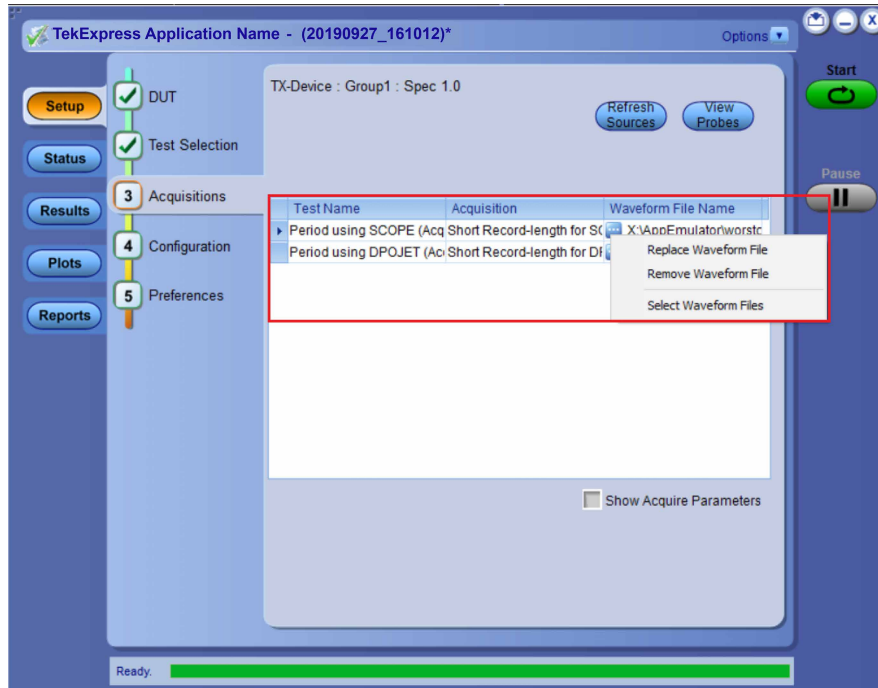 TekExpress Application Name - (20190927_161012)*
Options
Start
Setup
Status
Results
Plots
Reports
DUT
Test Selection
3 Acquisitions
4 Configuration
5 Preferences
TX-Device : Group1 : Spec 1.0
Refresh
Sources
View
Probes
Pause
Test Name Acquisition Waveform File Name
Period using SCOPE (Acq Short Record-length for SC X:\AppEmulator\worstc
Period using DPOJET (Acc Short Record-length for DF
Replace Waveform File
Remove Waveform File
Select Waveform Files
Show Acquire Parameters
Ready.